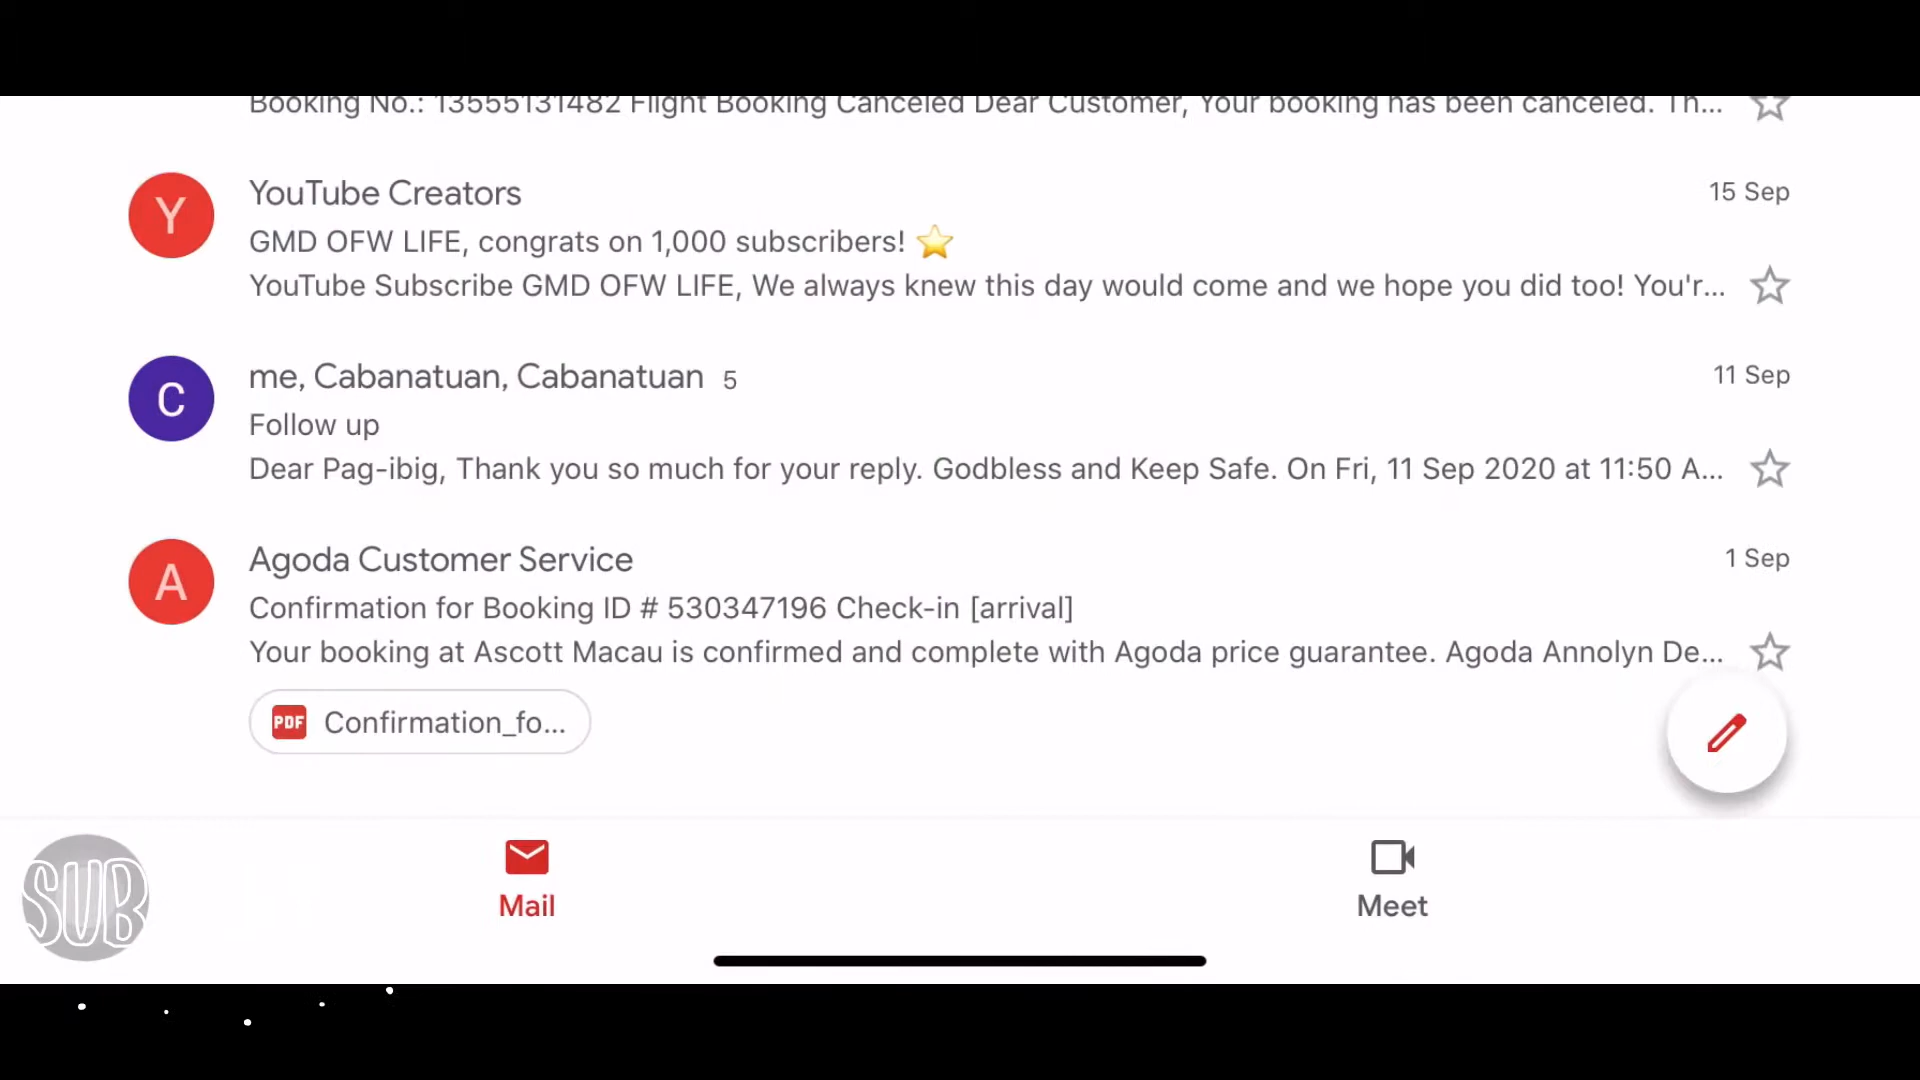 Booking No.: 13555131482 Flight Booking Canceled Dear Customer, Your booking has been canceled. Th...
Y
YouTube Creators
15 Sep
GMD OFW LIFE, congrats on 1,000 subscribers! ⭐
YouTube Subscribe GMD OFW LIFE, We always knew this day would come and we hope you did too! You'r...
C
me, Cabanatuan, Cabanatuan 5
11 Sep
Follow up
Dear Pag-ibig, Thank you so much for your reply. Godbless and Keep Safe. On Fri, 11 Sep 2020 at 11:50 A...
A
Agoda Customer Service
1 Sep
Confirmation for Booking ID # 530347196 Check-in [arrival]
Your booking at Ascott Macau is confirmed and complete with Agoda price guarantee. Agoda Annolyn De...
PDF Confirmation_fo...
SUB
Mail
Meet